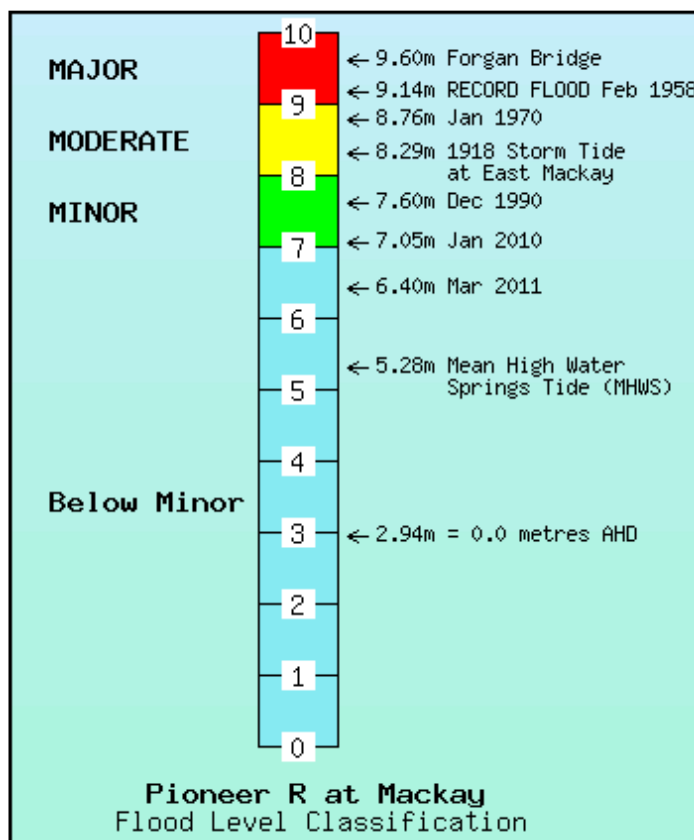 10
MAJOR
← 9.60m Forgan Bridge
← 9.14m RECORD FLOOD Feb 1958
9
← 8.76m Jan 1970
MODERATE
← 8.29m 1918 Storm Tide
at East Mackay
8
← 7.60m Dec 1990
MINOR
← 7.05m Jan 2010
7
← 6.40m Mar 2011
6
← 5.28m Mean High Water
Springs Tide (MHWS)
5
4
Below Minor
3
← 2.94m = 0.0 metres AHD
2
1
0
Pioneer R at Mackay
Flood Level Classification